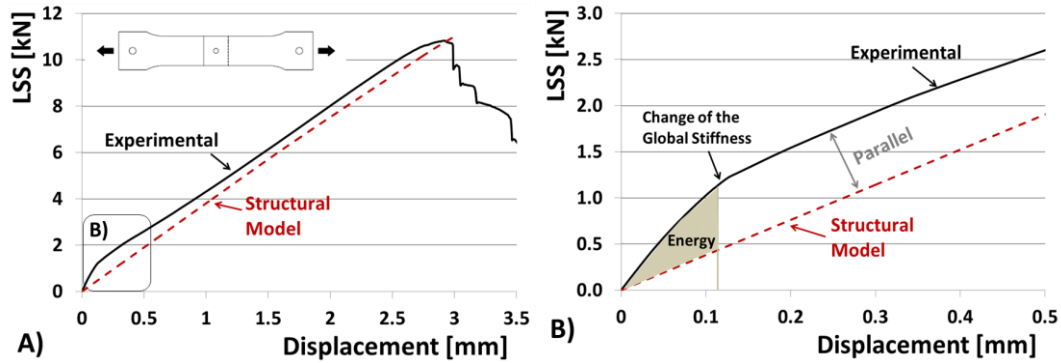 LSS [kN]
12
10
8
6
4
2
0
Experimental
Structural
Model
B)
0
0.5
1
1.5
2
2.5
3
3.5
A)
Displacement [mm]
LSS [kN]
3.0
2.5
2.0
1.5
1.0
0.5
0.0
Experimental
Change of the
Global Stiffness
Parallel
Energy
Structural
Model
0
0.1
0.2
0.3
0.4
0.5
B)
Displacement [mm]